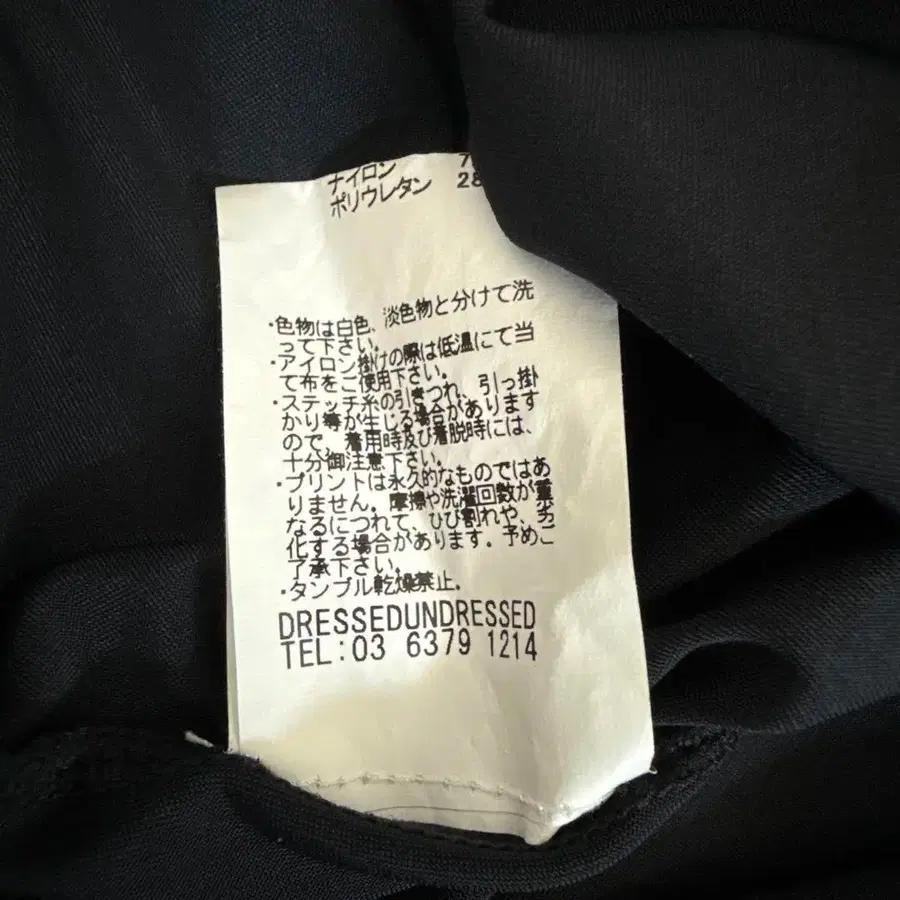 ナイロン 7
ポリウレタン 28
・色物は白色、淡色物と分けて洗
って下さい。
・アイロン掛けの際は低温にて当
て布をご使用下さい。
・ステッチ糸の引きつれ、引っ掛
かり等が生じる場合があります
ので、着用時及び着脱時には、
十分御注意下さい。
・プリントは永久的なものではあ
りません。摩擦や洗濯回数が重
なるにつれて、ひび割れや、劣
化する場合があります。予めご
了承下さい。
・タンブル乾燥禁止.
DRESSEDUNDRESSED
TEL:03 6379 1214